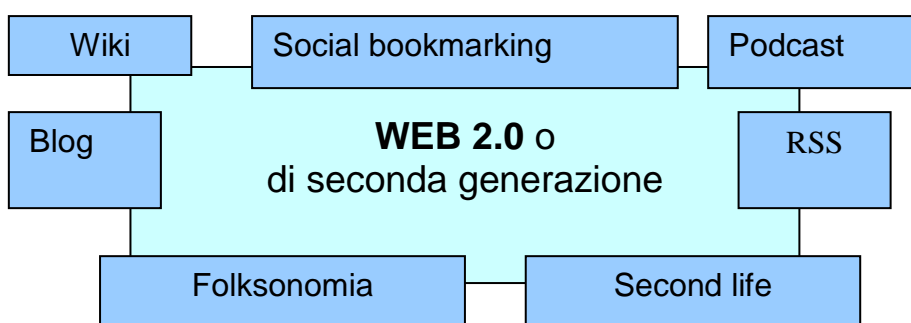 Wiki
Social bookmarking
Podcast
Blog
WEB 2.0 o
di seconda generazione
RSS
Folksonomia
Second life